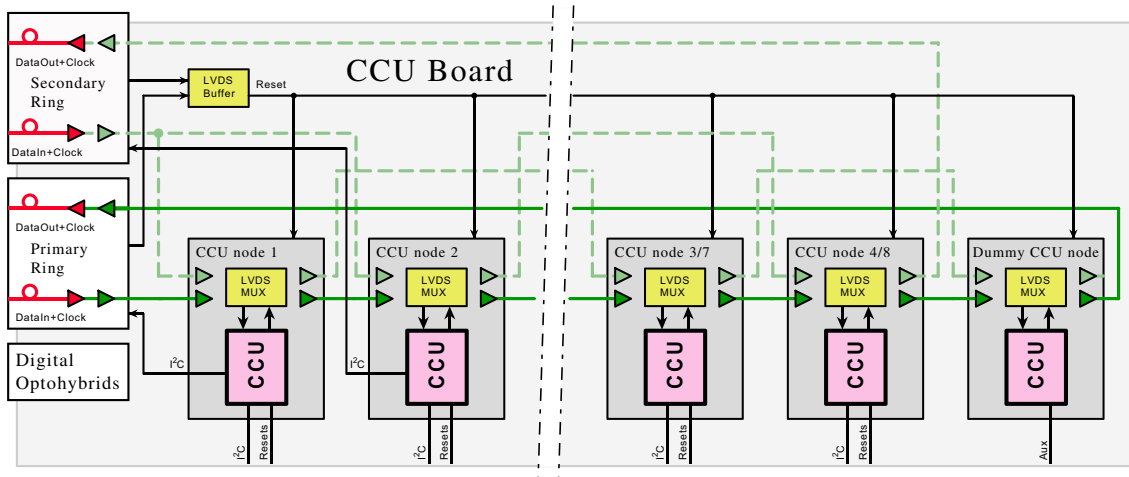 CCU Board
DataOut+Clock
Secondary
Ring
DataIn+Clock
LVDS
Buffer
Reset
DataOut+Clock
Primary
Ring
DataIn+Clock
Digital
Optohybrids
CCU node 1
LVDS
MUX
CCU
I²C
I²C
Resets
CCU node 2
LVDS
MUX
CCU
I²C
I²C
Resets
CCU node 3/7
LVDS
MUX
CCU
I²C
Resets
CCU node 4/8
LVDS
MUX
CCU
I²C
Resets
Dummy CCU node
LVDS
MUX
CCU
Aux